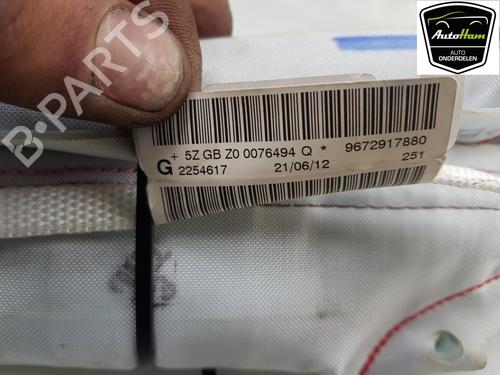 AutoHam
AUTO
ONDERDELEN
B-PARTS
+ 5Z GB Z0 0076494 Q * 9672917880
G 2254617 21/06/12 251